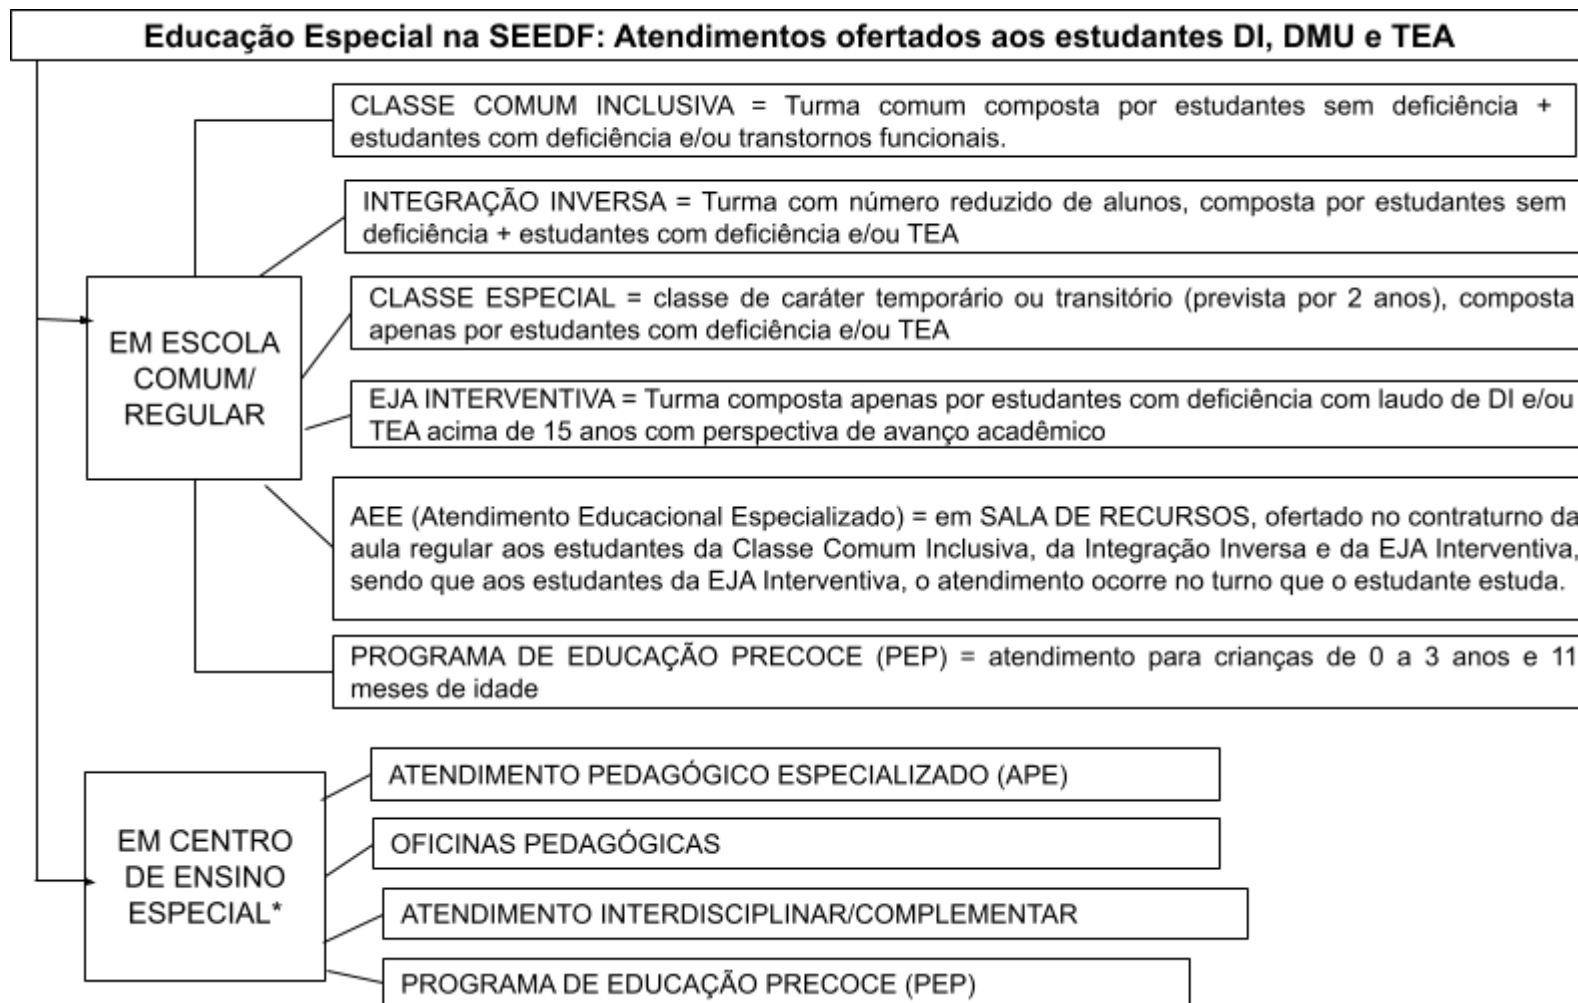 Educação Especial na SEEDF: Atendimentos ofertados aos estudantes DI, DMU e TEA
CLASSE COMUM INCLUSIVA = Turma comum composta por estudantes sem deficiência +
estudantes com deficiência e/ou transtornos funcionais.
INTEGRAÇÃO INVERSA = Turma com número reduzido de alunos, composta por estudantes sem
deficiência + estudantes com deficiência e/ou TEA
CLASSE ESPECIAL = classe de caráter temporário ou transitório (prevista por 2 anos), composta
apenas por estudantes com deficiência e/ou TEA
EM ESCOLA
COMUM/
REGULAR
EJA INTERVENTIVA = Turma composta apenas por estudantes com deficiência com laudo de DI e/ou
TEA acima de 15 anos com perspectiva de avanço acadêmico
AEE (Atendimento Educacional Especializado) = em SALA DE RECURSOS, ofertado no contraturno da
aula regular aos estudantes da Classe Comum Inclusiva, da Integração Inversa e da EJA Interventiva,
sendo que aos estudantes da EJA Interventiva, o atendimento ocorre no turno que o estudante estuda.
PROGRAMA DE EDUCAÇÃO PRECOCE (PEP) = atendimento para crianças de 0 a 3 anos e 11
meses de idade
EM CENTRO
DE ENSINO
ESPECIAL*
ATENDIMENTO PEDAGÓGICO ESPECIALIZADO (APE)
OFICINAS PEDAGÓGICAS
ATENDIMENTO INTERDISCIPLINAR/COMPLEMENTAR
PROGRAMA DE EDUCAÇÃO PRECOCE (PEP)